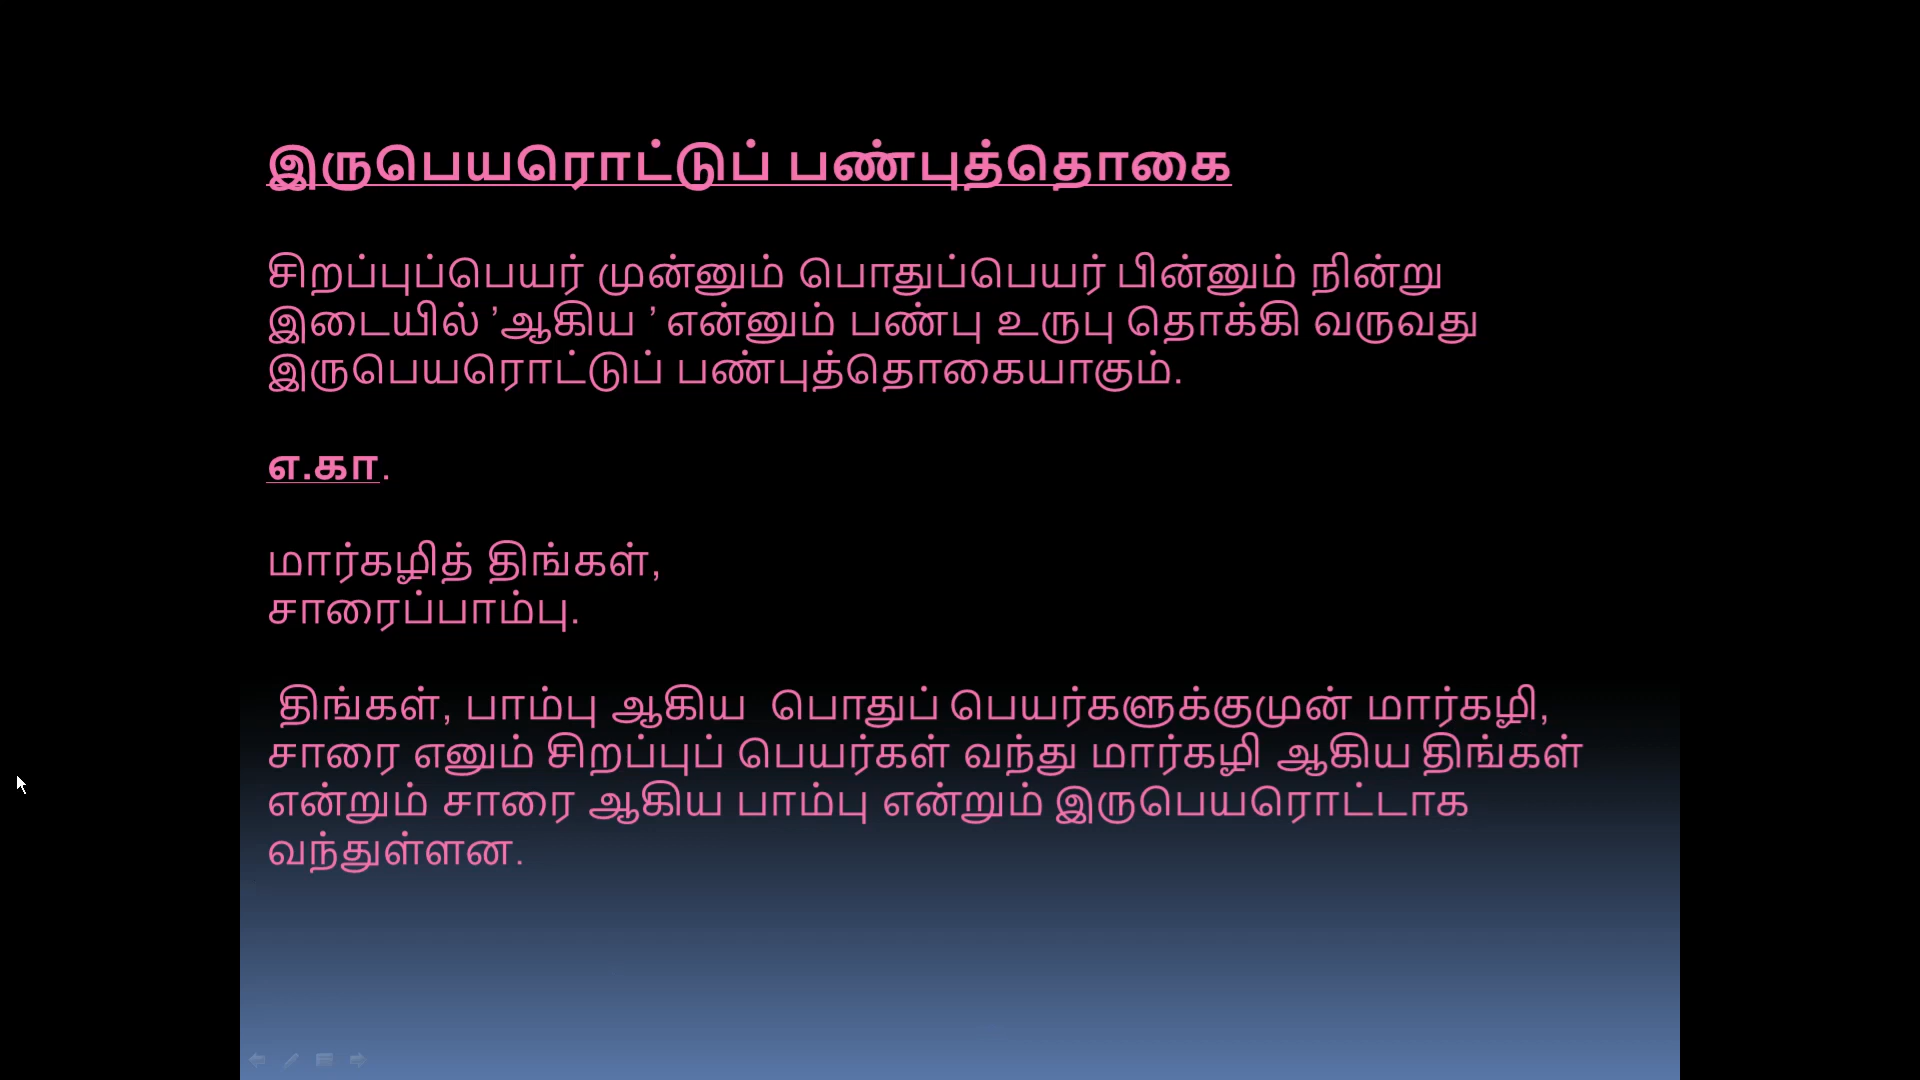 இருபெயரொட்டுப் பண்புத்தொகை
சிறப்புப்பெயர் முன்னும் பொதுப்பெயர் பின்னும் நின்று
இடையில் ’ஆகிய ’ என்னும் பண்பு உருபு தொக்கி வருவது
இருபெயரொட்டுப் பண்புத்தொகையாகும்.
எ.கா.
மார்கழித் திங்கள்,
சாரைப்பாம்பு.
திங்கள், பாம்பு ஆகிய பொதுப் பெயர்களுக்குமுன் மார்கழி,
சாரை எனும் சிறப்புப் பெயர்கள் வந்து மார்கழி ஆகிய திங்கள்
என்றும் சாரை ஆகிய பாம்பு என்றும் இருபெயரொட்டாக
வந்துள்ளன.